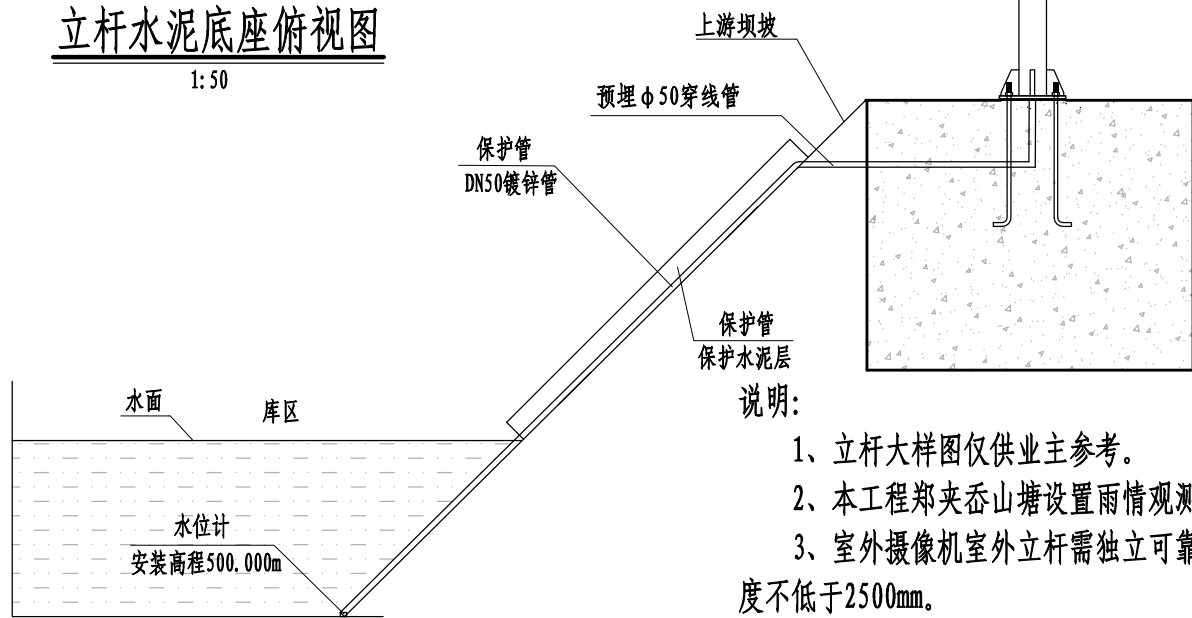 立杆水泥底座俯视图
1:50
上游坝坡
预埋φ50穿线管
保护管
DN50镀锌管
保护管
保护水泥层
水面
库区
水位计
安装高程500.000m
说明:
1、立杆大样图仅供业主参考。
2、本工程郑夹岙山塘设置雨情观测
3、室外摄像机室外立杆需独立可靠
度不低于2500mm。